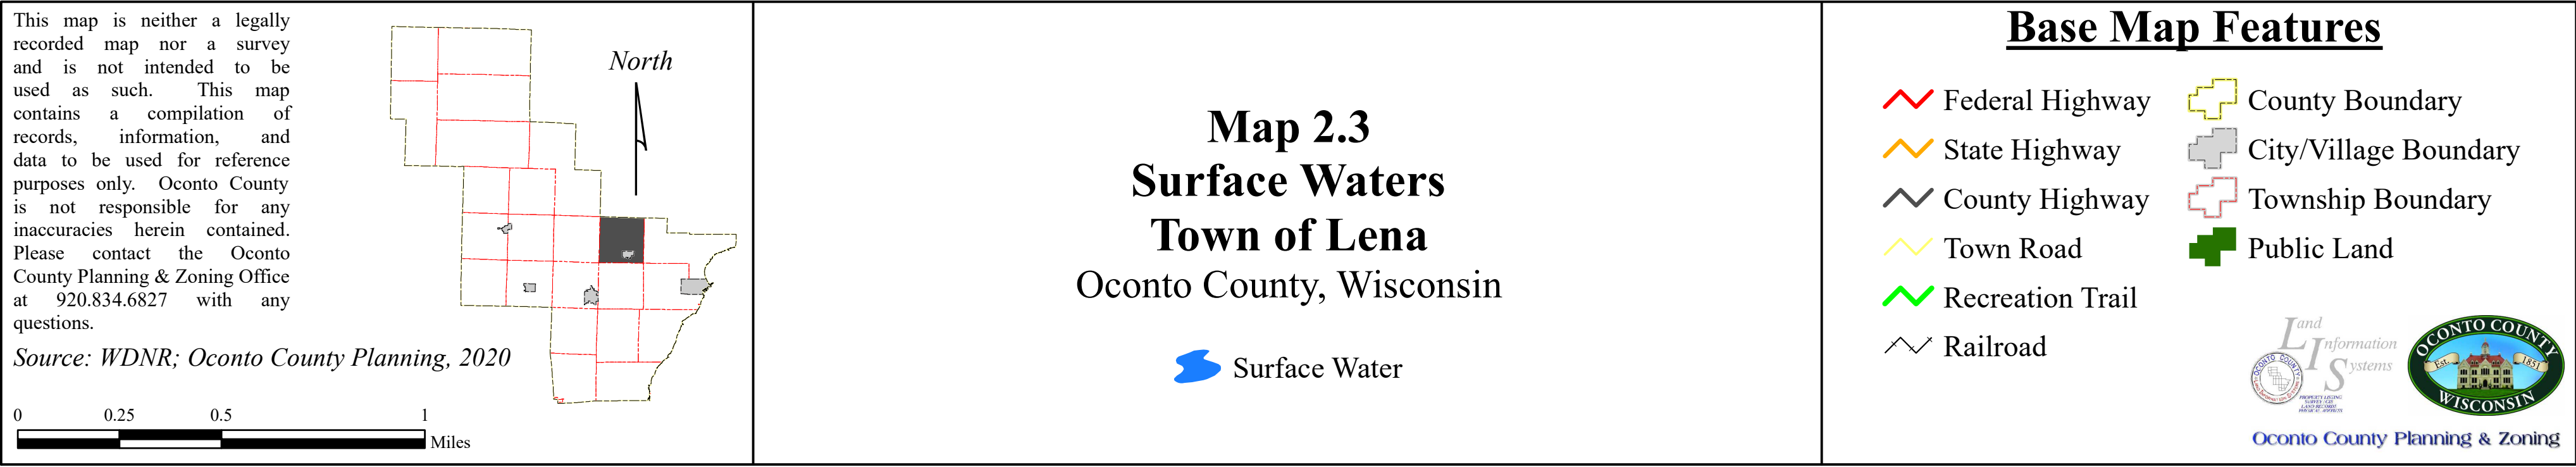 This map is neither a legally
recorded map nor a survey
and is not intended to be
used as such. This map
contains a compilation of
records, information, and
data to be used for reference
purposes only. Oconto County
is not responsible for any
inaccuracies herein contained.
Please contact the Oconto
County Planning & Zoning Office
at 920.834.6827 with any
questions.
Source: WDNR; Oconto County Planning, 2020
0 0.25 0.5 1
Miles
North
Map 2.3
Surface Waters
Town of Lena
Oconto County, Wisconsin
Surface Water
Base Map Features
Federal Highway
State Highway
County Highway
Town Road
Recreation Trail
Railroad
County Boundary
City/Village Boundary
Township Boundary
Public Land
Land
Information
Systems
OCONTO COUNTY
PROPERTY LISTING
LAND RECORDS
OCONTO COUNTY
Est. 1851
WISCONSIN
Oconto County Planning & Zoning